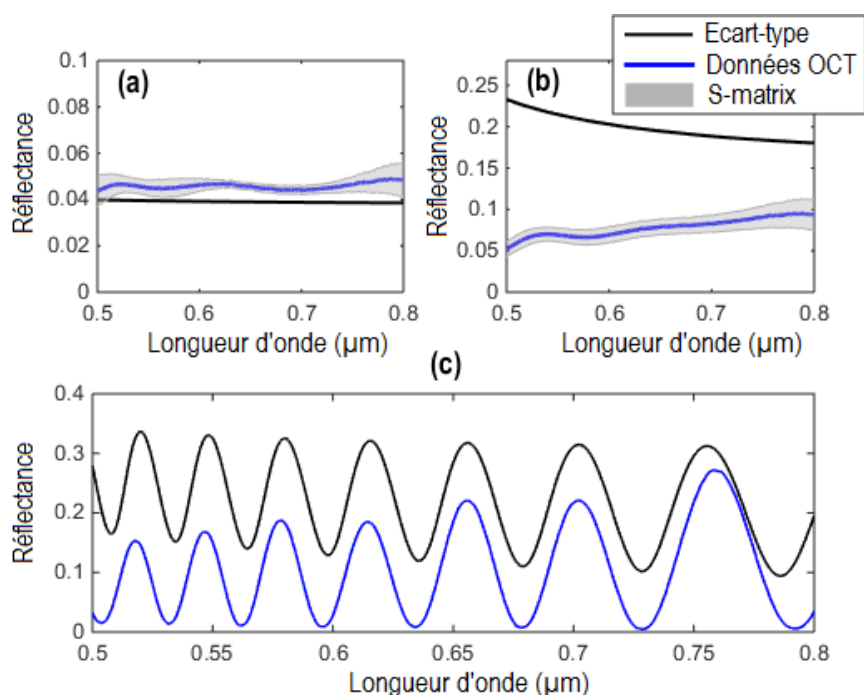 Ecart-type
Données OCT
S-matrix
(a)
0.1
0.08
0.06
0.04
0.02
0
Réflectance
0.5
0.6
0.7
0.8
Longueur d'onde (µm)
(b)
0.25
0.2
0.15
0.1
0.05
0
Réflectance
0.5
0.6
0.7
0.8
Longueur d'onde (µm)
(c)
0.4
0.3
0.2
0.1
0
Réflectance
0.5
0.55
0.6
0.65
0.7
0.75
0.8
Longueur d'onde (µm)